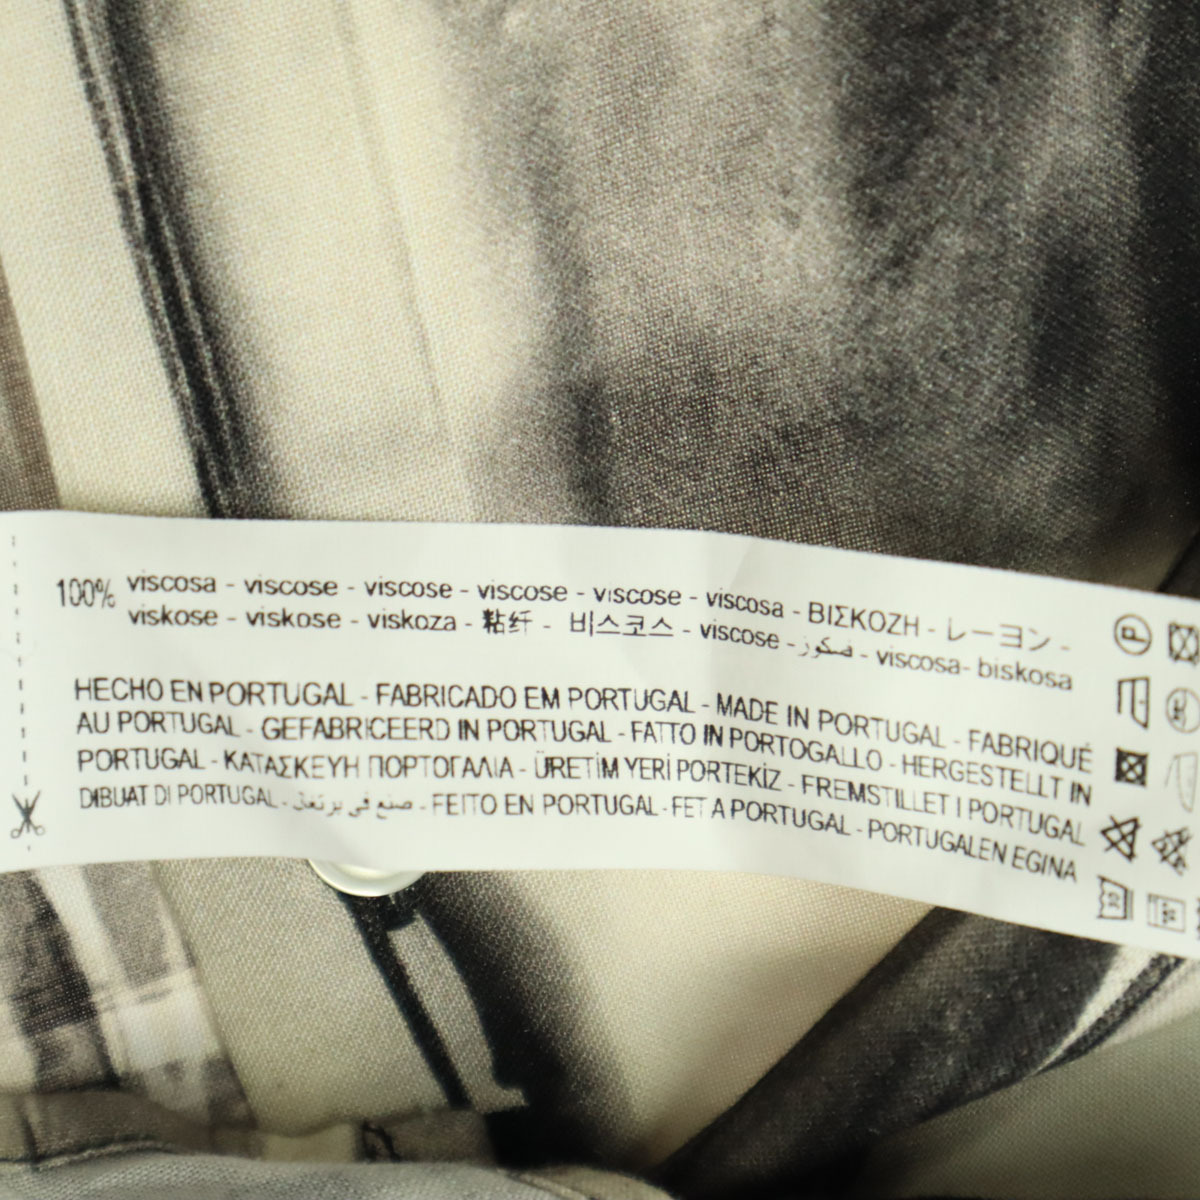 100% viscosa - viscose - viscose - viscose - viscose - viscosa - ΒΙΣΚΟΖΗ - レーヨン -
viskose - viskose - viskoza - 粘纤 - 비스코스 - viscose - فسكوز - viscosa- biskosa
HECHO EN PORTUGAL - FABRICADO EM PORTUGAL - MADE IN PORTUGAL - FABRIQUÉ
AU PORTUGAL - GEFABRICEERD IN PORTUGAL - FATTO IN PORTOGALLO - HERGESTELLT IN
PORTUGAL - ΚΑΤΑΣΚΕΥΗ ΠΟΡΤΟΓΑΛΙΑ - ÜRETİM YERİ PORTEKİZ - FREMSTILLET I PORTUGAL
DIBUAT DI PORTUGAL - صنع في برتغال - FEITO EN PORTUGAL - FET A PORTUGAL - PORTUGALEN EGINA
P